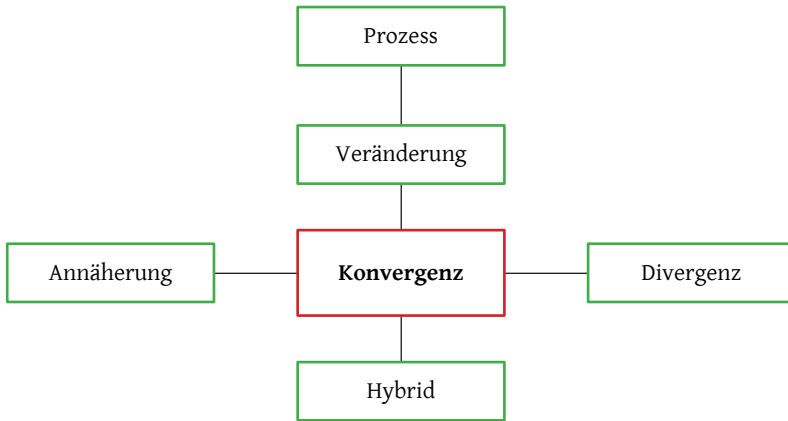 Prozess
Veränderung
Annäherung
Konvergenz
Divergenz
Hybrid